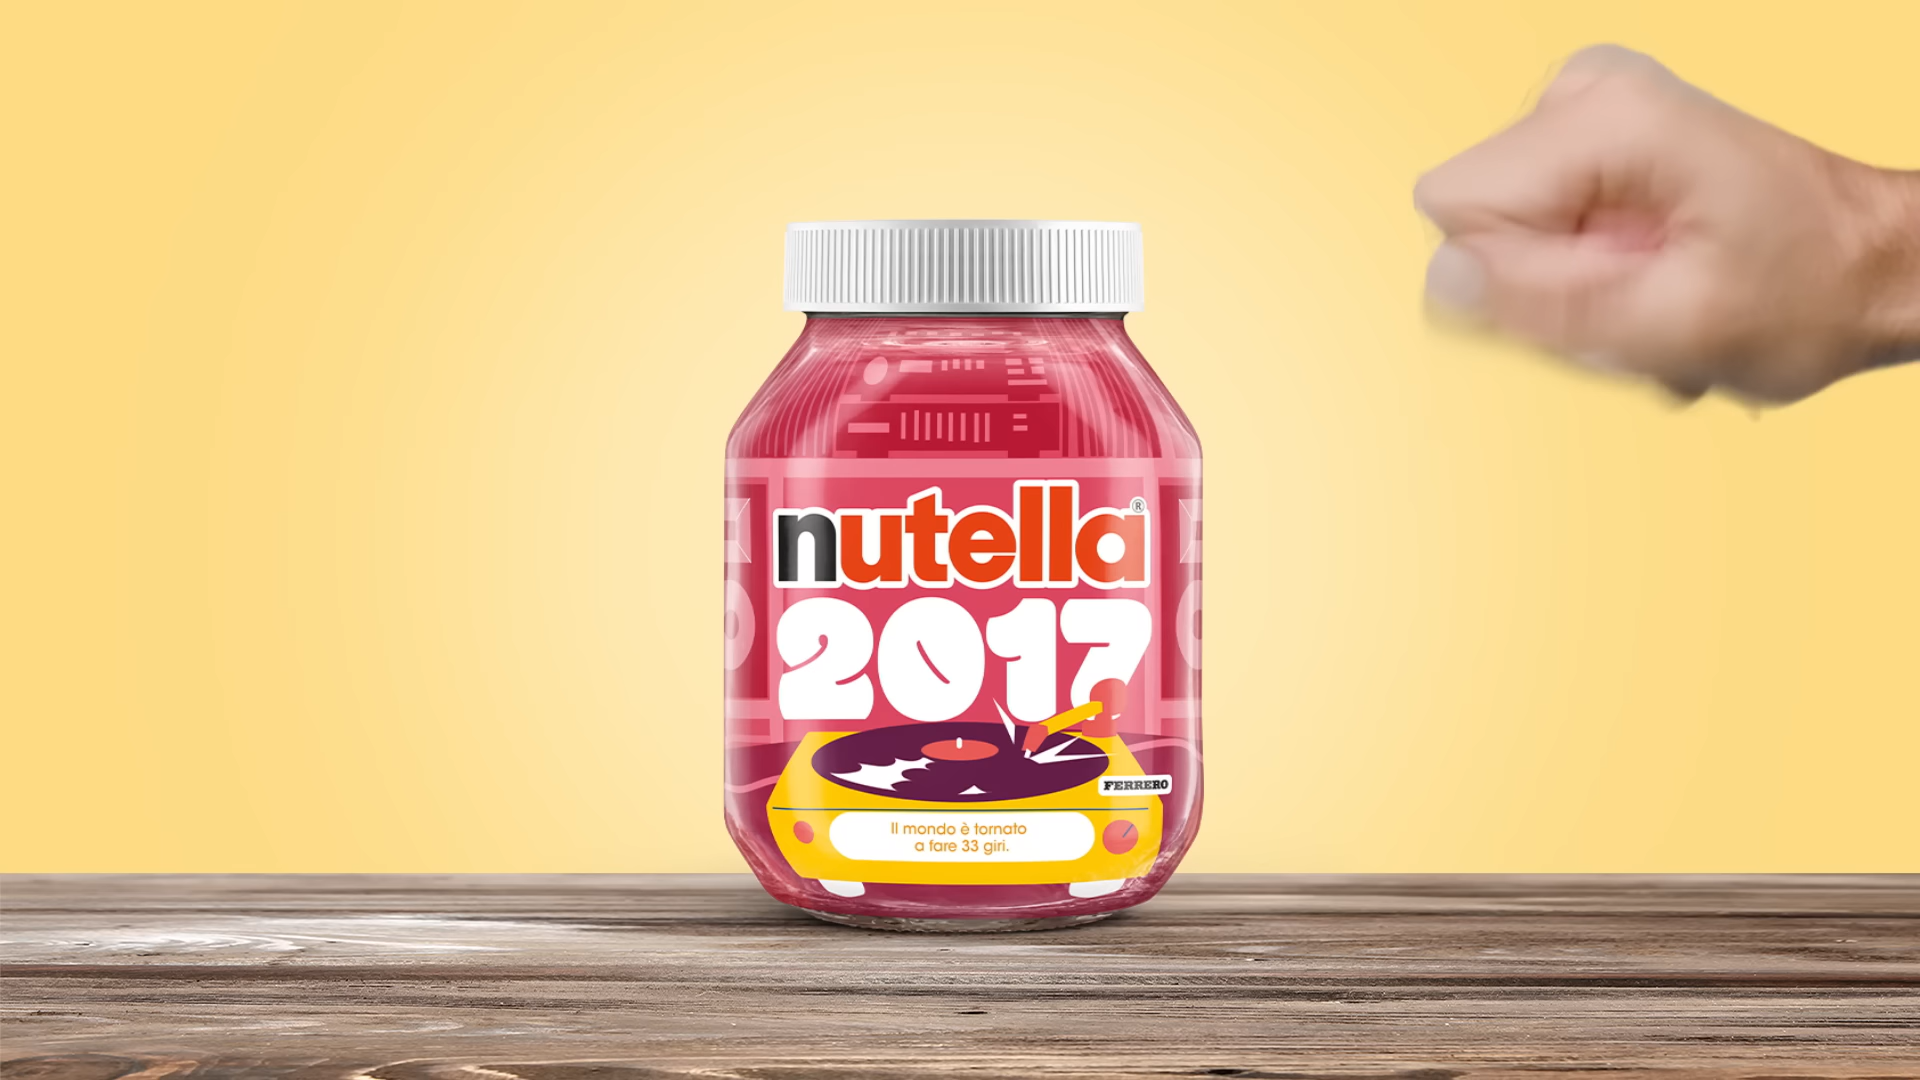 nutella®
2017
FERRERO
Il mondo è tornato
a fare 33 giri.